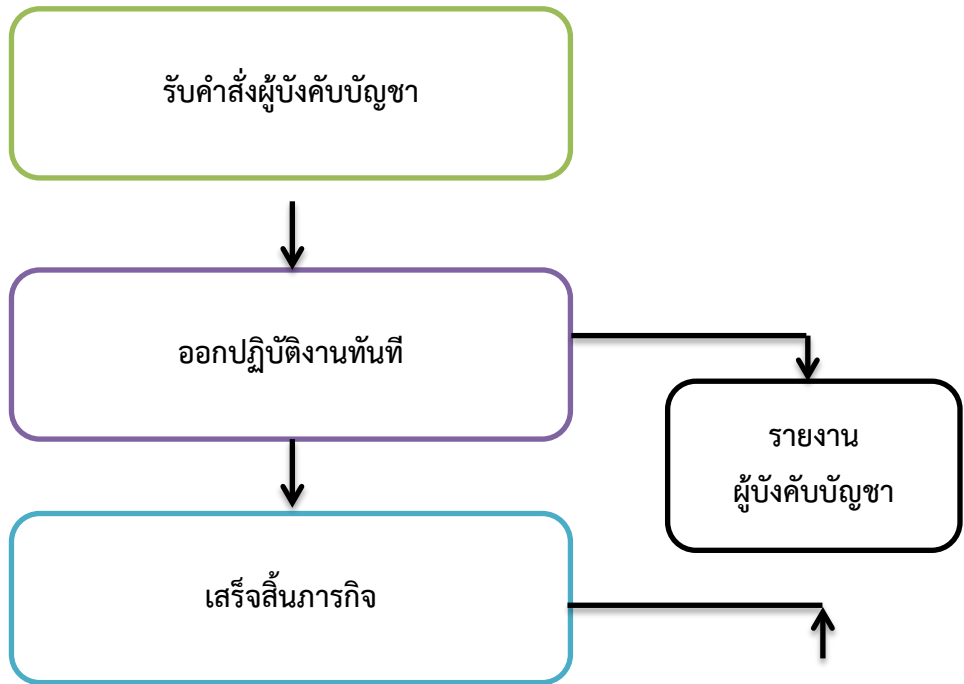 รับคำสั่งผู้บังคับบัญชา
ออกปฏิบัติงานทันที
รายงาน
ผู้บังคับบัญชา
เสร็จสิ้นภารกิจ